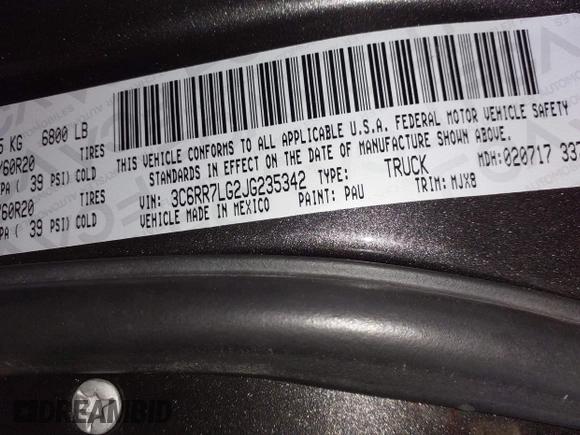 5 KG 6800 LB
/60R20 TIRES
PA ( 39 PSI) COLD
/60R20 TIRES
PA ( 39 PSI) COLD
THIS VEHICLE CONFORMS TO ALL APPLICABLE U.S.A. FEDERAL MOTOR VEHICLE SAFETY
STANDARDS IN EFFECT ON THE DATE OF MANUFACTURE SHOWN ABOVE.
VIN: 3C6RR7LG2JG235342 TYPE: TRUCK MDH: 020717 337
VEHICLE MADE IN MEXICO PAINT: PAU TRIM: MJX8
DREAMBID